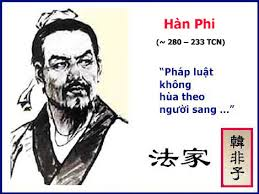 Hàn Phi
(~ 280 – 233 TCN)
“Pháp luật
không
hùa theo
người sang ...”
法家
韓非子